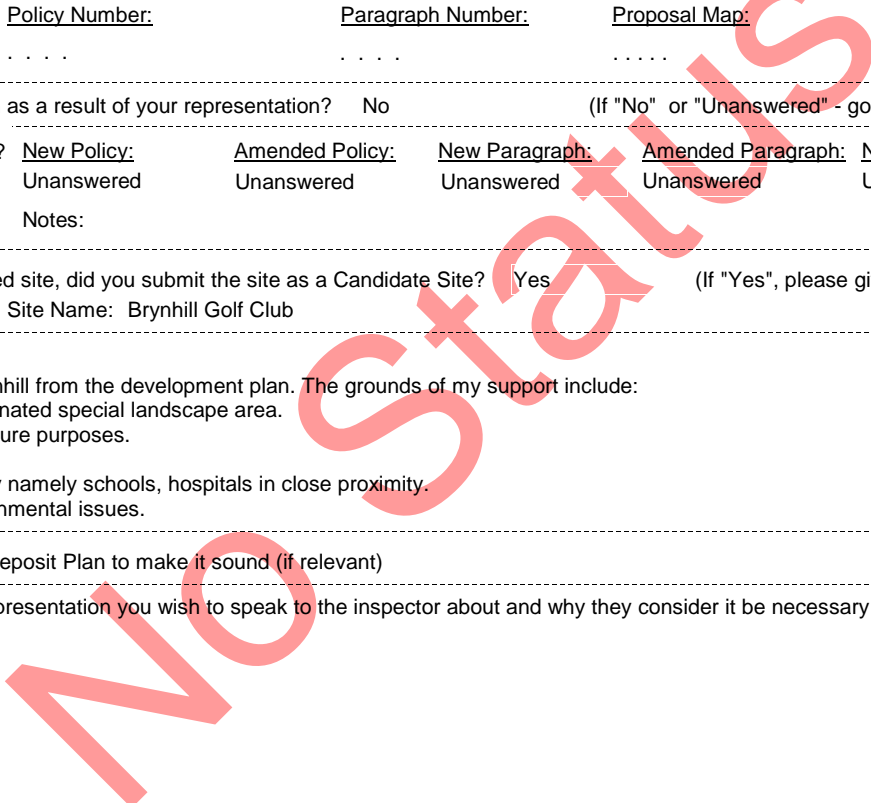 Policy Number: Paragraph Number: Proposal Map:
. . . . . . . . . . . . .
as a result of your representation? No (If "No" or "Unanswered" - go
? New Policy: Amended Policy: New Paragraph: Amended Paragraph: N
Unanswered Unanswered Unanswered Unanswered U
Notes:
ed site, did you submit the site as a Candidate Site? Yes (If "Yes", please gi
Site Name: Brynhill Golf Club
nhill from the development plan. The grounds of my support include:
nated special landscape area.
ure purposes.
y namely schools, hospitals in close proximity.
nmental issues.
eposit Plan to make it sound (if relevant)
presentation you wish to speak to the inspector about and why they consider it be necessary
No Status